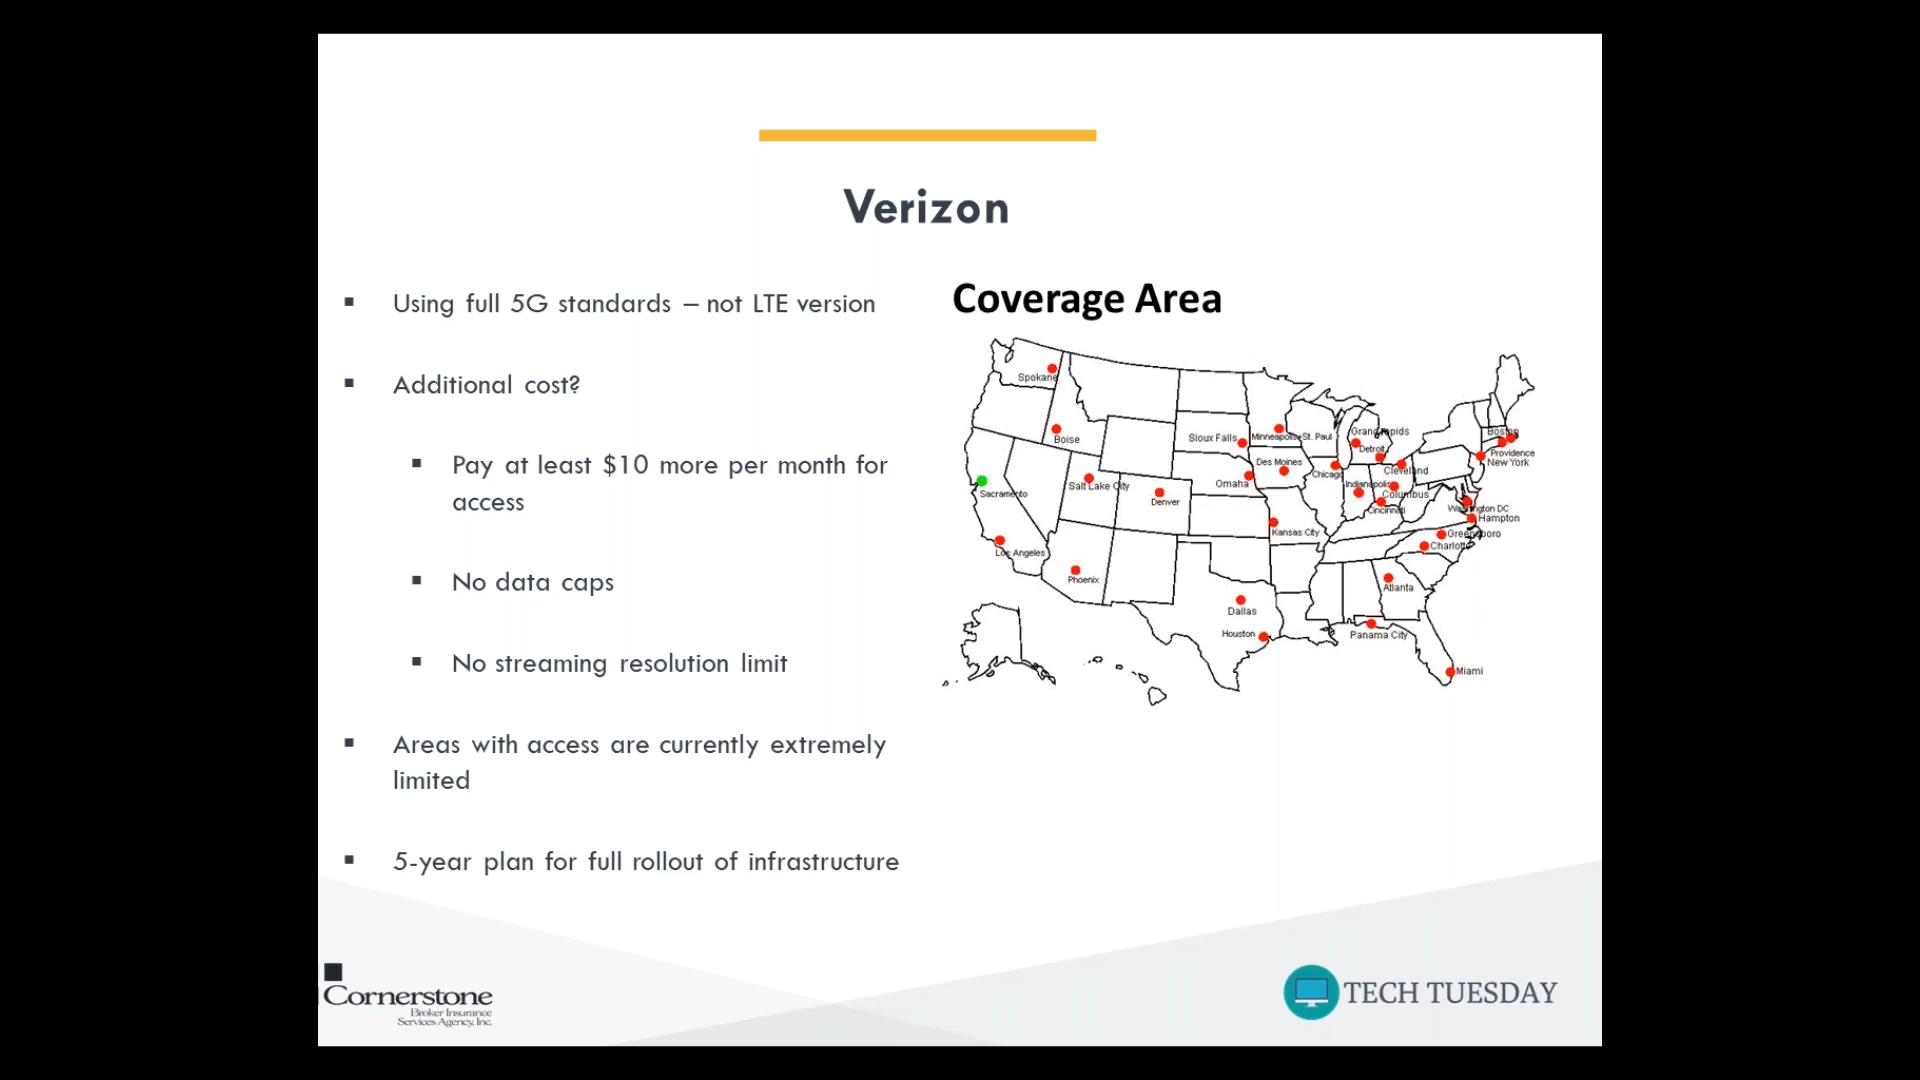 Verizon
▪ Using full 5G standards – not LTE version
▪ Additional cost?
▪ Pay at least $10 more per month for
access
▪ No data caps
▪ No streaming resolution limit
▪ Areas with access are currently extremely
limited
▪ 5-year plan for full rollout of infrastructure
Coverage Area
Spokane
Boise
Sacramento
Los Angeles
Salt Lake City
Phoenix
Denver
Sioux Falls
Minneapolis-St. Paul
Omaha
Des Moines
Kansas City
Dallas
Houston
Chicago
Grand Rapids
Detroit
Indianapolis
Cleveland
Columbus
Cincinnati
Boston
Providence
New York
Washington DC
Hampton
Greensboro
Charlotte
Atlanta
Panama City
Miami
Cornerstone
Broker Insurance
Services Agency, Inc.
TECH TUESDAY